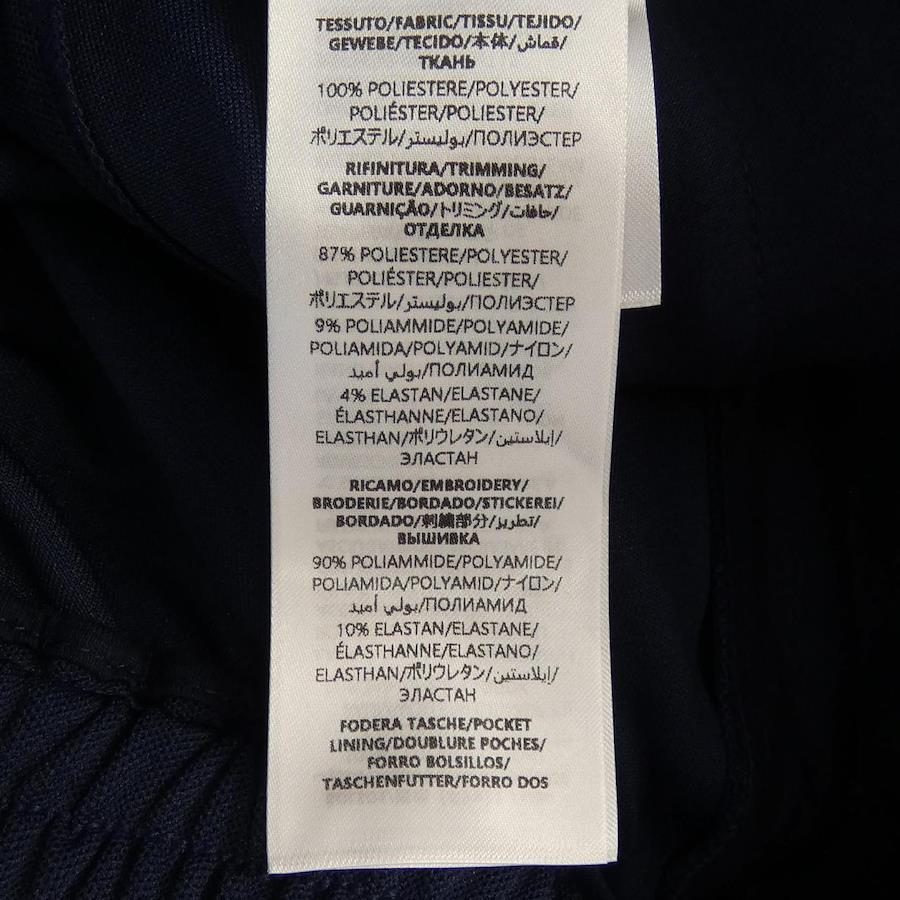 TESSUTO/FABRIC/TISSU/TEJIDO/
GEWEBE/TECIDO/本体/قماش/
ТКАНЬ
100% POLIESTERE/POLYESTER/
POLIÉSTER/POLIESTER/
ポリエステル/بوليستر/ПОЛИЭСТЕР
RIFINITURA/TRIMMING/
GARNITURE/ADORNO/BESATZ/
GUARNIÇÃO/トリミング/حافات/
ОТДЕЛКА
87% POLIESTERE/POLYESTER/
POLIÉSTER/POLIESTER/
ポリエステル/بوليستر/ПОЛИЭСТЕР
9% POLIAMMIDE/POLYAMIDE/
POLIAMIDA/POLYAMID/ナイロン/
بولي أميد/ПОЛИАМИД
4% ELASTAN/ELASTANE/
ÉLASTHANNE/ELASTANO/
ELASTHAN/ポリウレタン/إيلاستين/
ЭЛАСТАН
RICAMO/EMBROIDERY/
BRODERIE/BORDADO/STICKEREI/
BORDADO/刺繍部分/تطريز/
ВЫШИВКА
90% POLIAMMIDE/POLYAMIDE/
POLIAMIDA/POLYAMID/ナイロン/
بولي أميد/ПОЛИАМИД
10% ELASTAN/ELASTANE/
ÉLASTHANNE/ELASTANO/
ELASTHAN/ポリウレタン/إيلاستين/
ЭЛАСТАН
FODERA TASCHE/POCKET
LINING/DOUBLURE POCHES/
FORRO BOLSILLOS/
TASCHENFUTTER/FORRO DOS